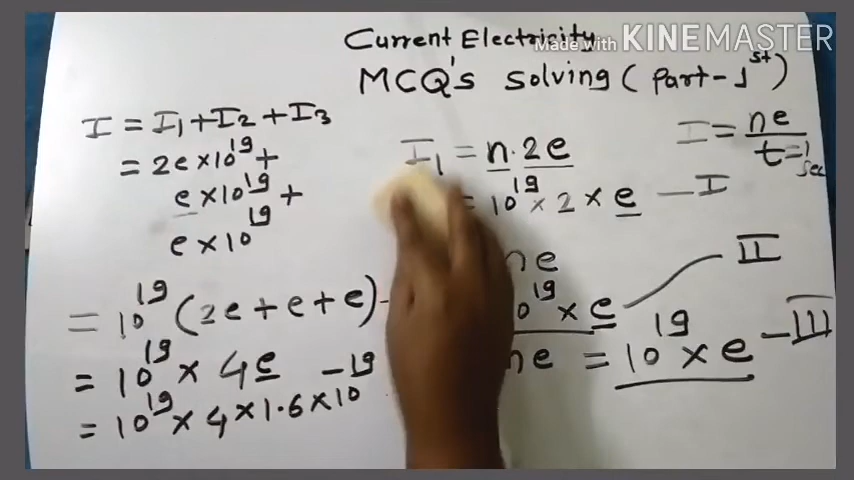 Current Electricity
Made with KINEMASTER
MCQ's Solving (Part-1st)
I = I1+I2+I3
= 2e×10^19+
e×10^19+
e×10^19
= 10^19 (2e+e+e)-
= 10^19 × 4e
= 10^19 × 4×1.6×10^-19
I1 = n·2e
= 10^19 × 2 × e — I
ne
0^19 × e — II
ne = 10^19 × e — III
I = ne/t=1 Sec